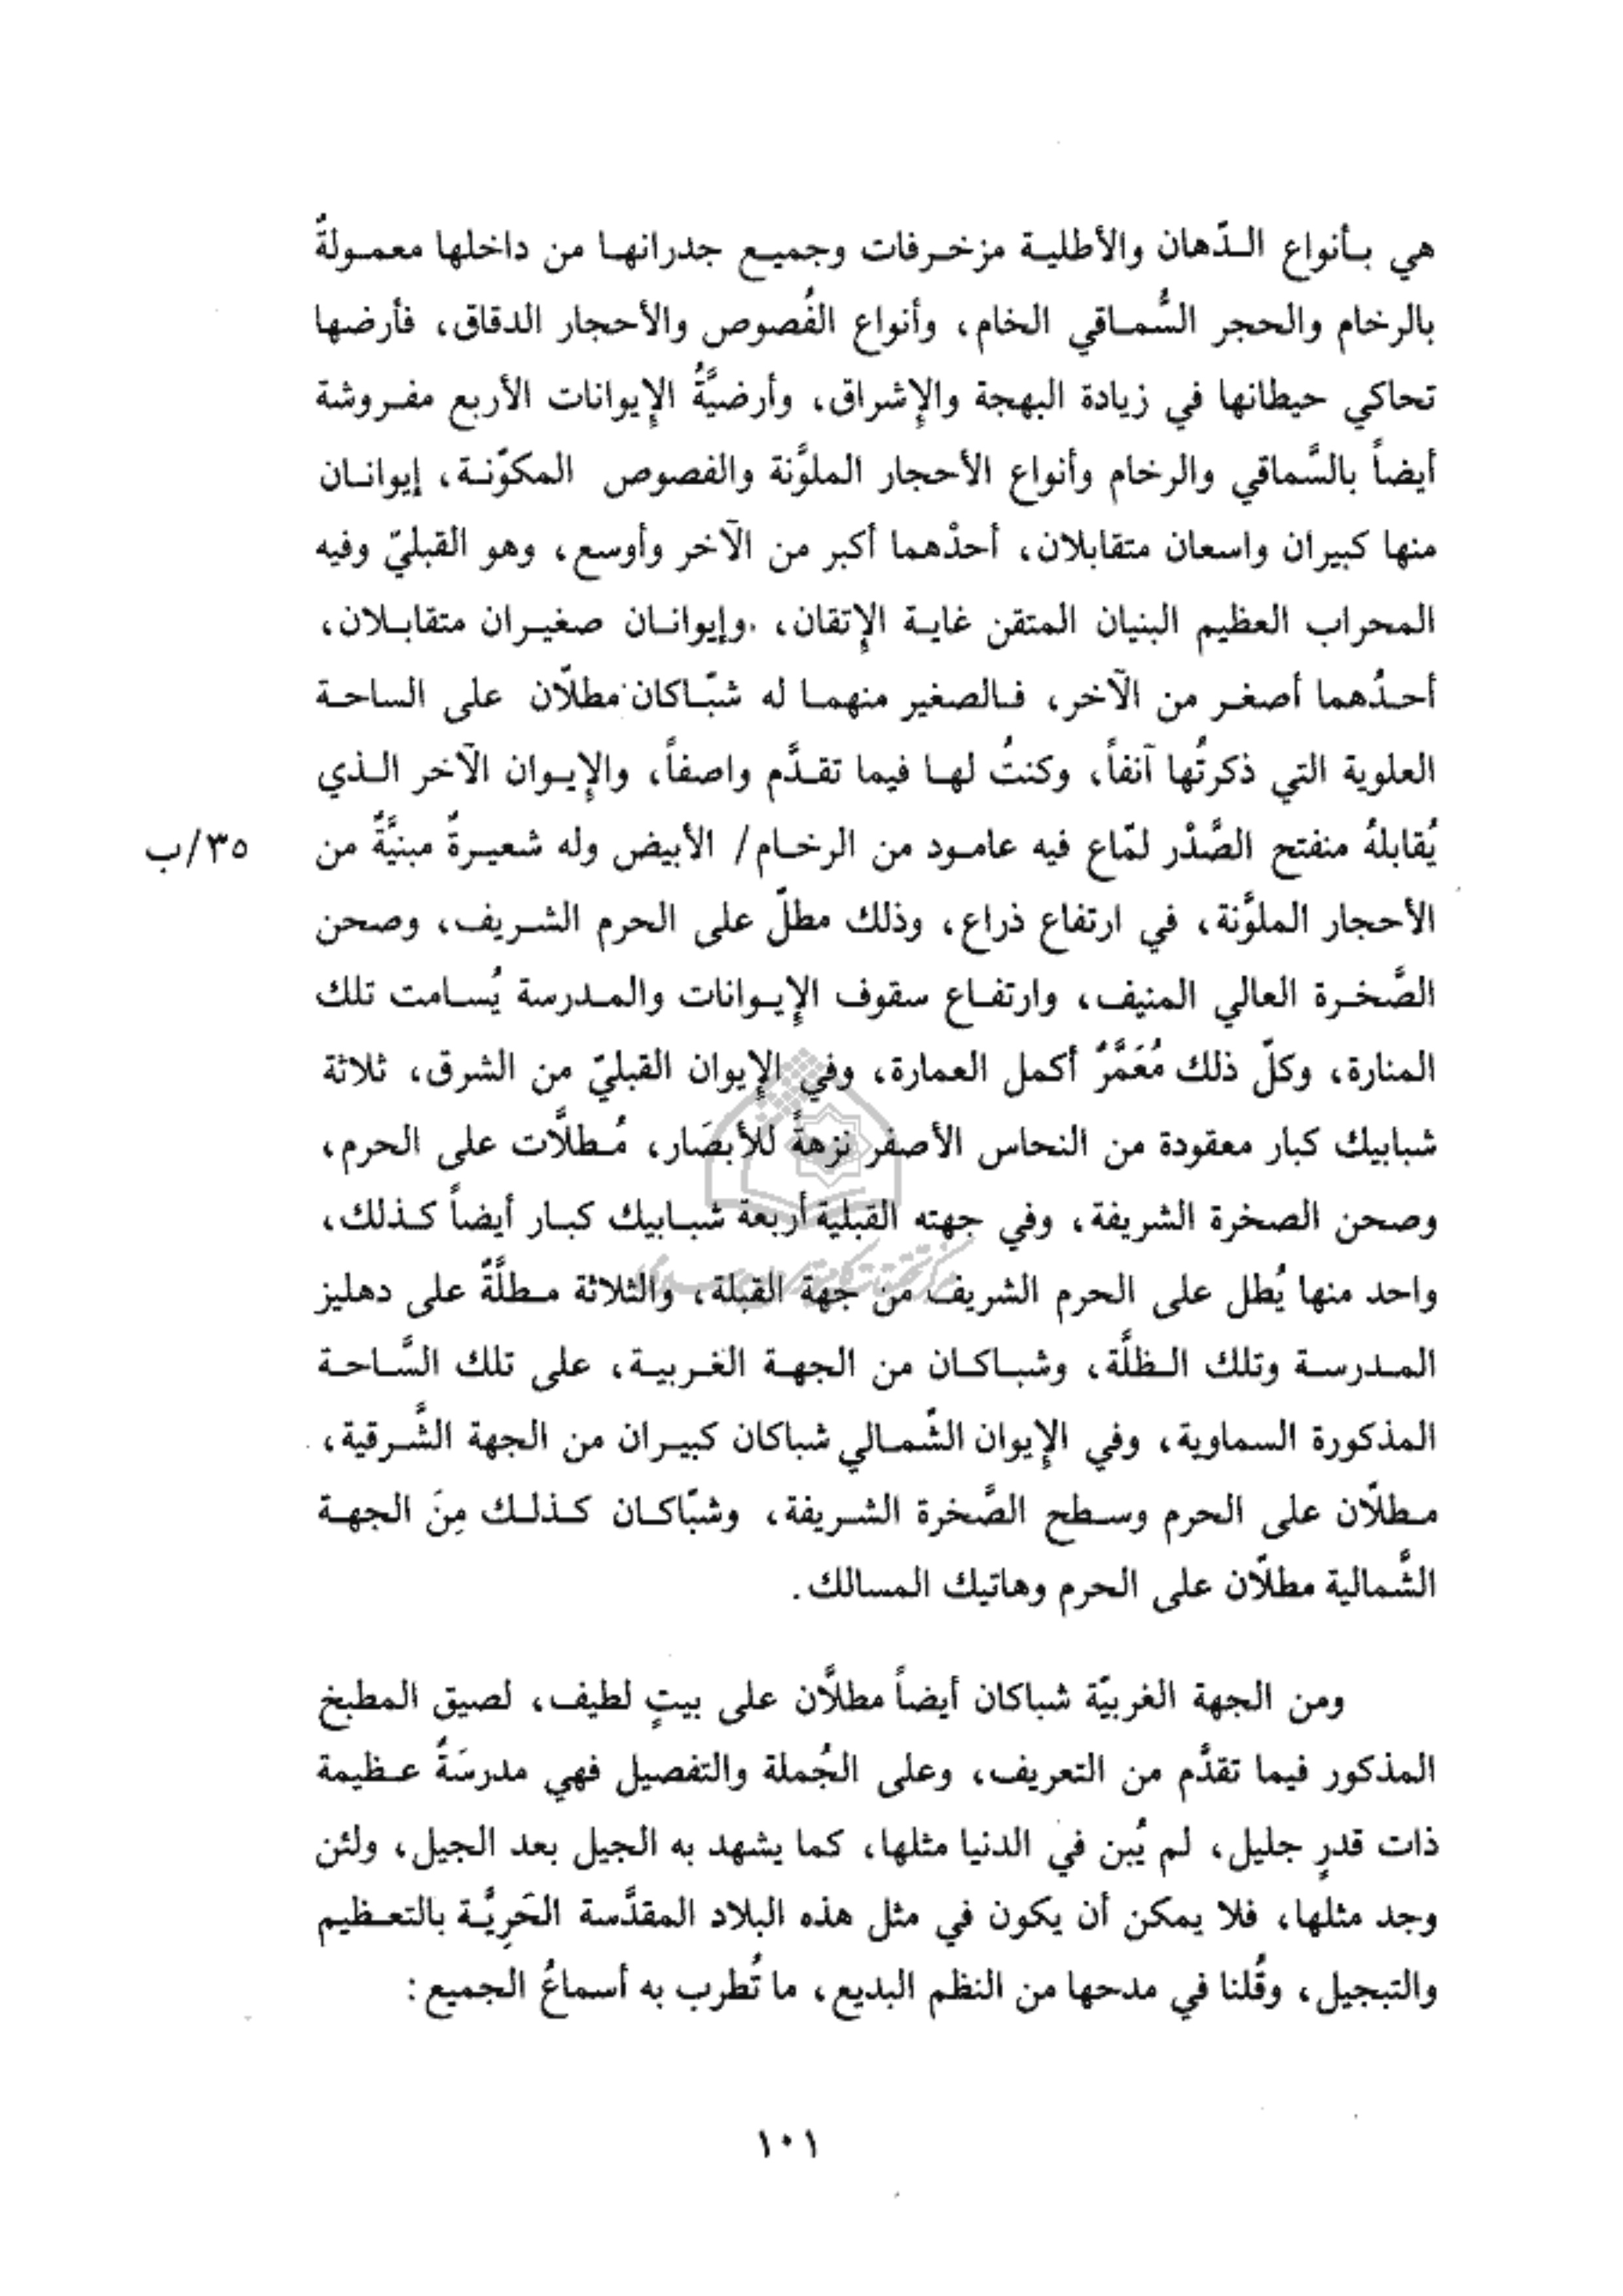 هي بأنواع الدّهان والأطلية مزخرفات وجميع جدرانها من داخلها معمولةٌ
بالرخام والحجر السُّماقي الخام، وأنواع الفُصوص والأحجار الدقاق، فأرضها
تحاكي حيطانها في زيادة البهجة والإشراق، وأرضيَّةُ الإيوانات الأربع مفروشة
أيضاً بالسَّماقي والرخام وأنواع الأحجار الملوَّنة والفصوص المكوّنة، إيوانان
منها كبيران واسعان متقابلان، أحدْهما أكبر من الآخر وأوسع، وهو القبليّ وفيه
المحراب العظيم البنيان المتقن غاية الإتقان، وإيوانان صغيران متقابلان،
أحدُهما أصغر من الآخر، فالصغير منهما له شبّاكان مطلّان على الساحة
العلوية التي ذكرتُها آنفاً، وكنتُ لها فيما تقدَّم واصفاً، والإيوان الآخر الذي
يُقابلهُ منفتح الصَّدْر لمّاع فيه عامود من الرخام/ الأبيض وله شعيرةٌ مبنيَّةٌ من
٣٥/ب
الأحجار الملوَّنة، في ارتفاع ذراع، وذلك مطلّ على الحرم الشريف، وصحن
الصَّخرة العالي المنيف، وارتفاع سقوف الإيوانات والمدرسة يُسامت تلك
المنارة، وكلّ ذلك مُعَمَّرٌ أكمل العمارة، وفي الإيوان القبليّ من الشرق، ثلاثة
شبابيك كبار معقودة من النحاس الأصفر نزهةً للأبصَار، مُطلاَّت على الحرم،
وصحن الصخرة الشريفة، وفي جهته القبلية أربعة شبابيك كبار أيضاً كذلك،
واحد منها يُطل على الحرم الشريف من جهة القبلة، والثلاثة مطلَّةٌ على دهليز
المدرسة وتلك الظلَّة، وشباكان من الجهة الغربية، على تلك السَّاحة
المذكورة السماوية، وفي الإيوان الشّمالي شباكان كبيران من الجهة الشَّرقية،
مطلّان على الحرم وسطح الصَّخرة الشريفة، وشبّاكان كذلك مِنَ الجهة
الشَّمالية مطلّان على الحرم وهاتيك المسالك.
ومن الجهة الغربيّة شباكان أيضاً مطلاَّن على بيتٍ لطيف، لصيق المطبخ
المذكور فيما تقدَّم من التعريف، وعلى الجُملة والتفصيل فهي مدرسَةٌ عظيمة
ذات قدرٍ جليل، لم يُبن في الدنيا مثلها، كما يشهد به الجيل بعد الجيل، ولئن
وجد مثلها، فلا يمكن أن يكون في مثل هذه البلاد المقدَّسة الحَرِيَّة بالتعظيم
والتبجيل، وقُلنا في مدحها من النظم البديع، ما تُطرب به أسماعُ الجميع:
١٠١